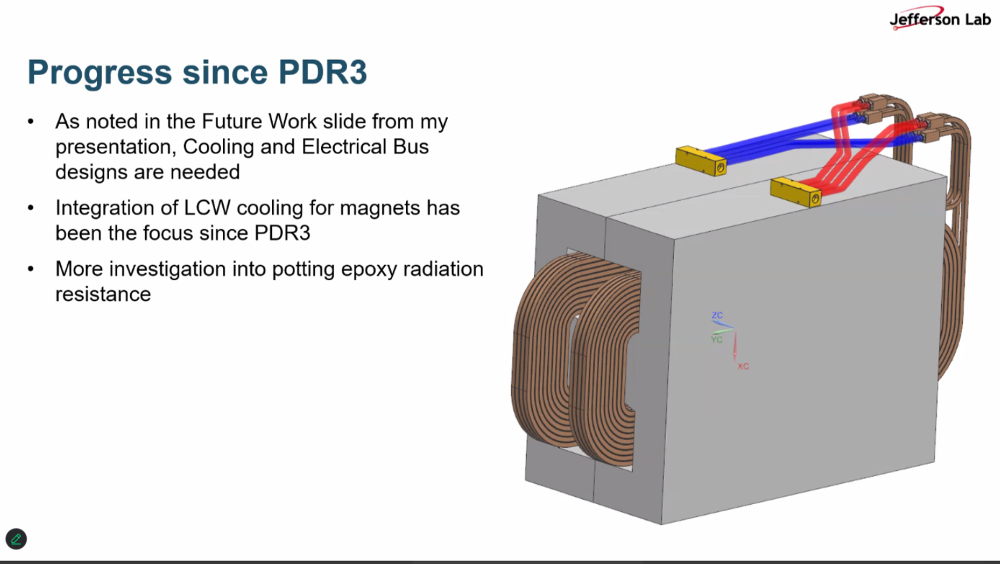 Jefferson Lab
Progress since PDR3
• As noted in the Future Work slide from my
presentation, Cooling and Electrical Bus
designs are needed
• Integration of LCW cooling for magnets has
been the focus since PDR3
• More investigation into potting epoxy radiation
resistance
ZC
YC
XC